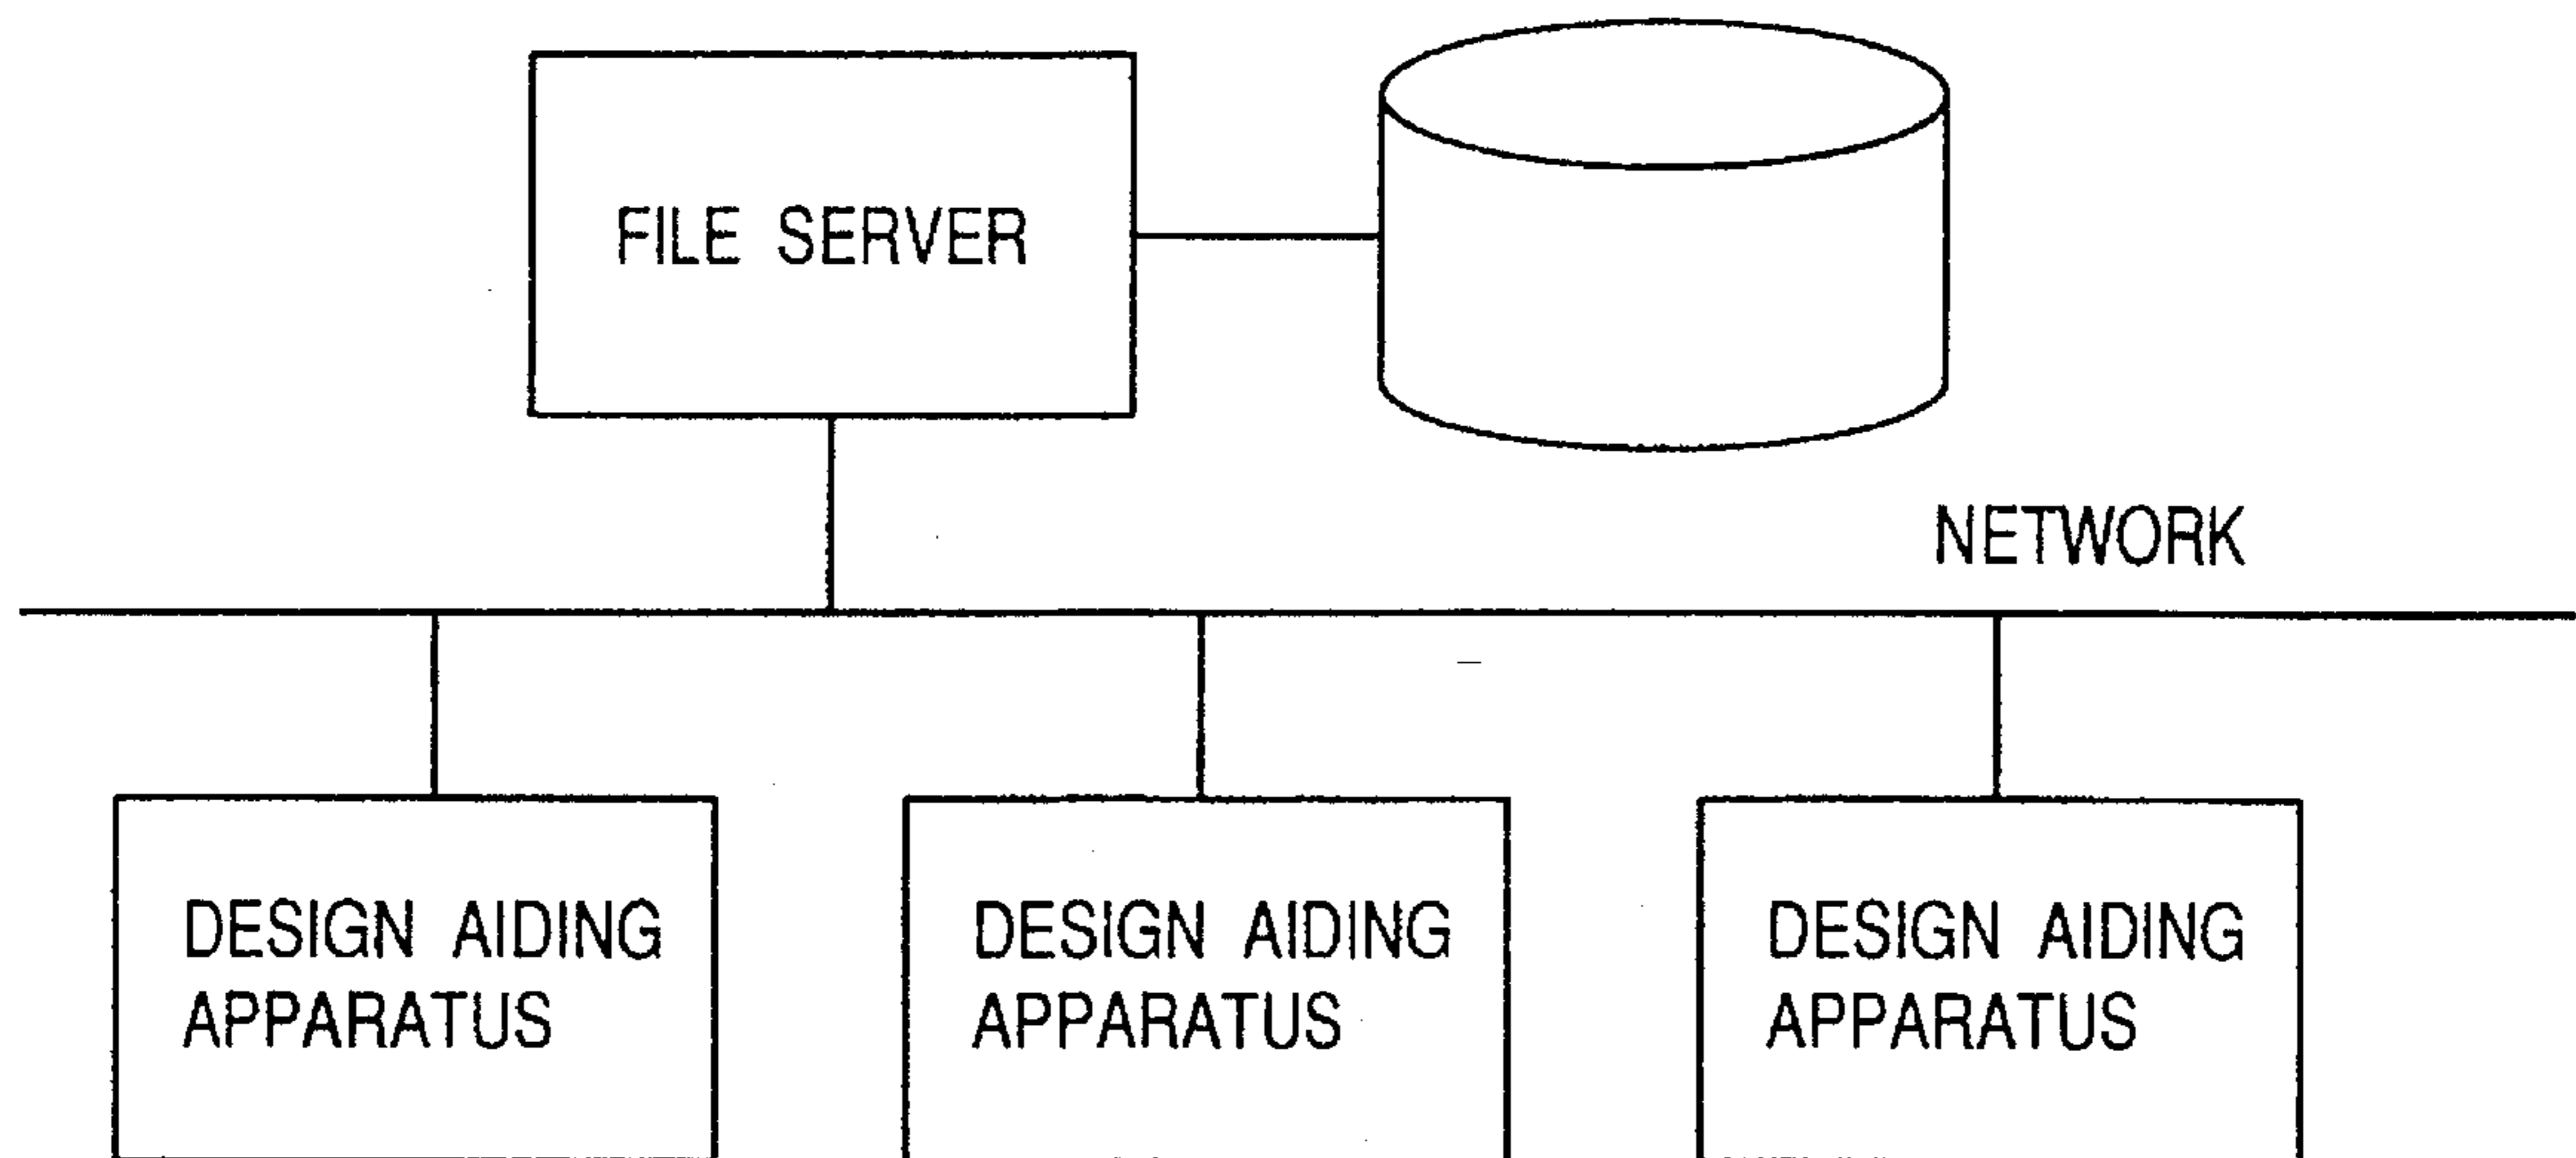 FILE SERVER
NETWORK
DESIGN AIDING
APPARATUS
DESIGN AIDING
APPARATUS
DESIGN AIDING
APPARATUS